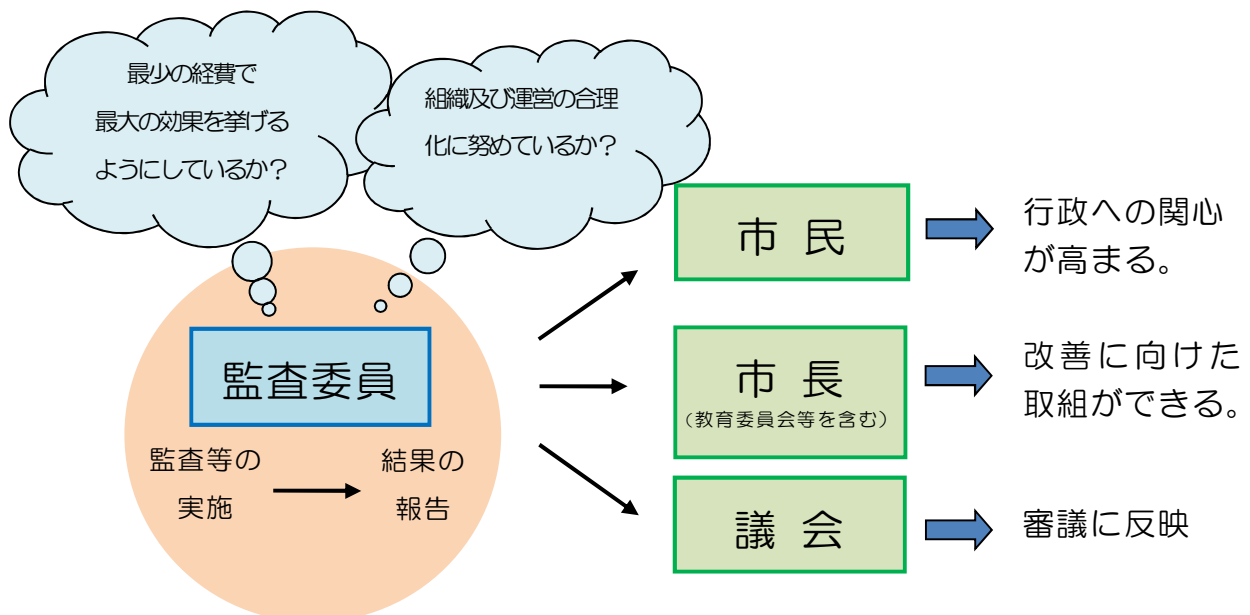 最少の経費で
最大の効果を挙げる
ようにしているか？
組織及び運営の合理
化に努めているか？
市 民
行政への関心
が高まる。
監査委員
市 長
（教育委員会等を含む）
改善に向けた
取組ができる。
監査等の
実施
結果の
報告
議 会
審議に反映